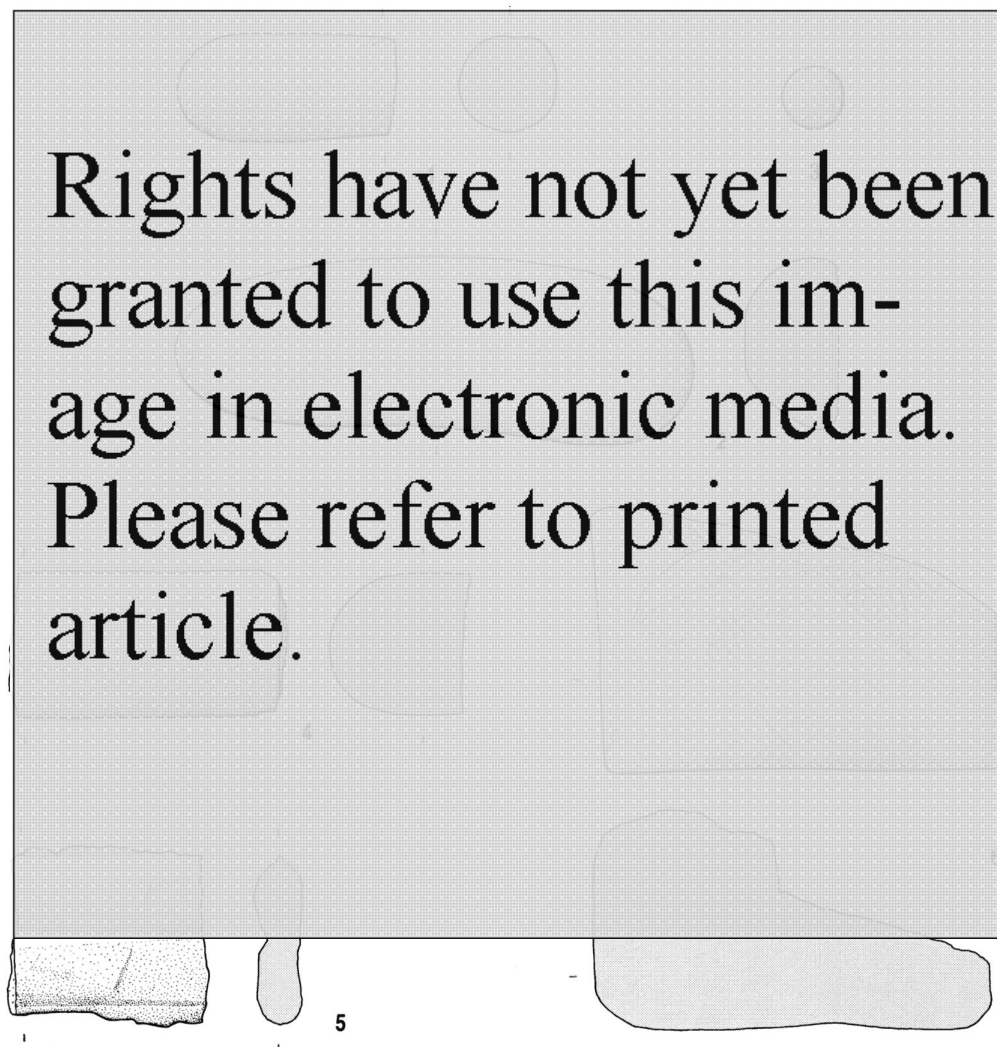 Rights have not yet been
granted to use this im-
age in electronic media.
Please refer to printed
article.
4
5